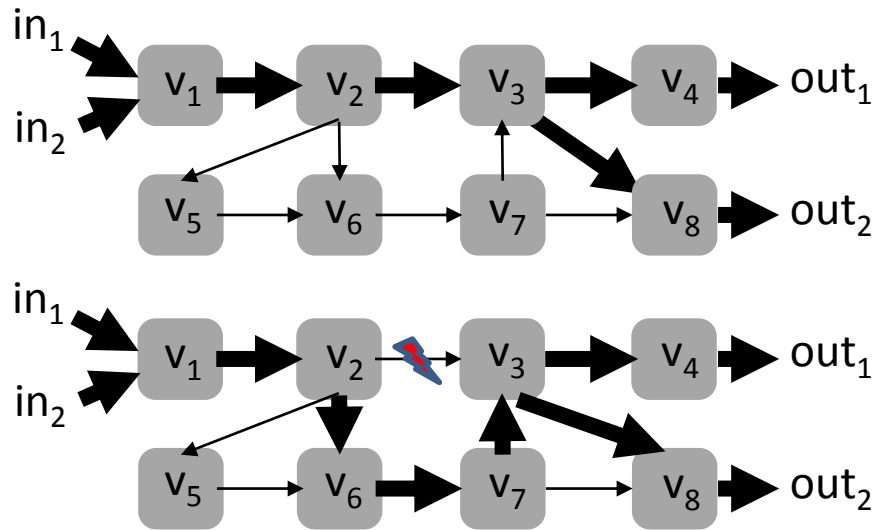 in₁
v₁ v₂ v₃ v₄ out₁
in₂
v₅ v₆ v₇ v₈ out₂
in₁
v₁ v₂ v₃ v₄ out₁
in₂
v₅ v₆ v₇ v₈ out₂